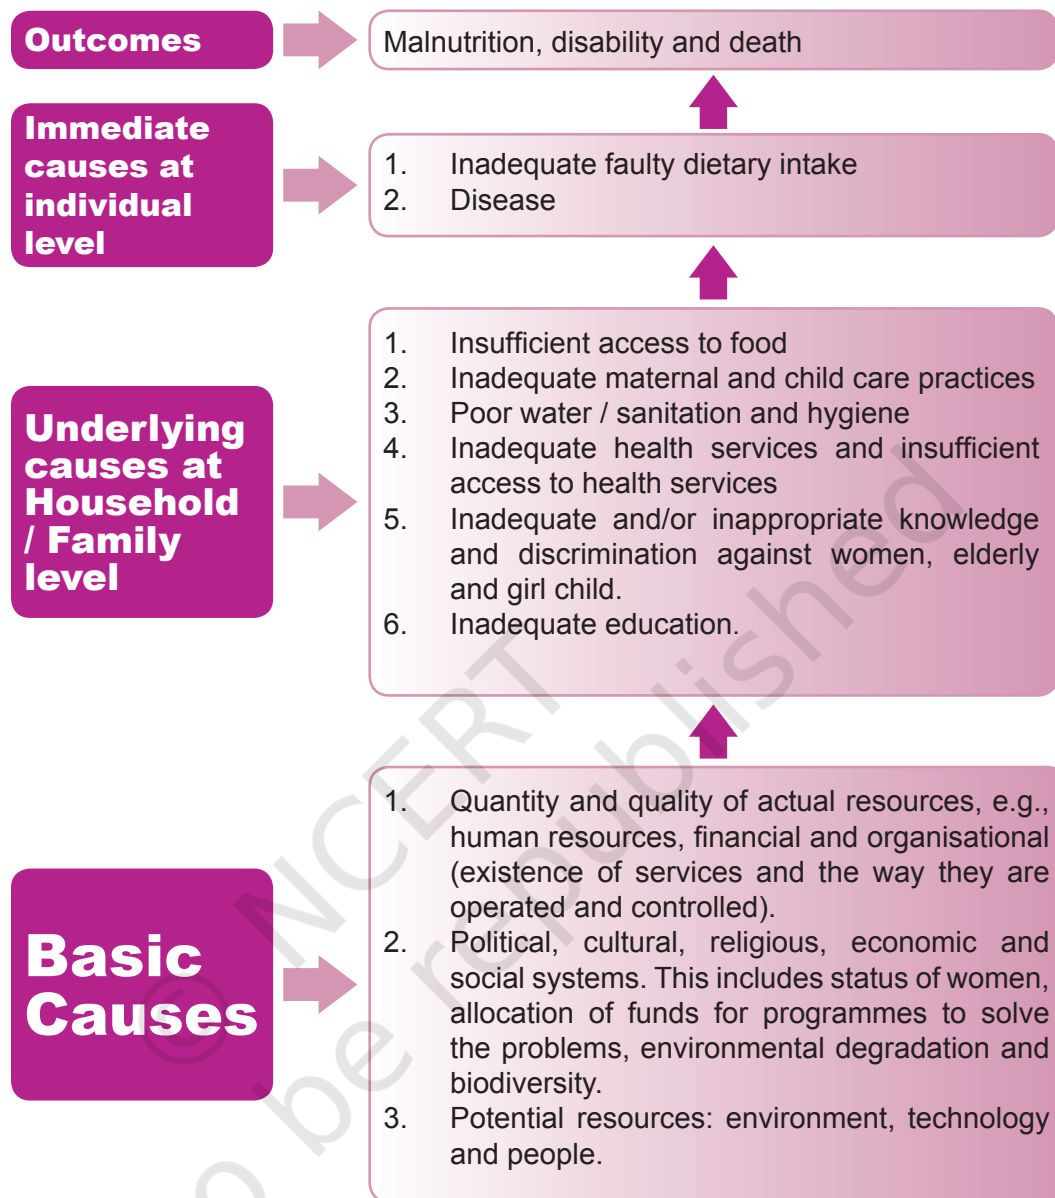 Outcomes
Malnutrition, disability and death
Immediate
causes at
individual
level
1. Inadequate faulty dietary intake
2. Disease
Underlying
causes at
Household
/ Family
level
1. Insufficient access to food
2. Inadequate maternal and child care practices
3. Poor water / sanitation and hygiene
4. Inadequate health services and insufficient
access to health services
5. Inadequate and/or inappropriate knowledge
and discrimination against women, elderly
and girl child.
6. Inadequate education.
Basic
Causes
1. Quantity and quality of actual resources, e.g.,
human resources, financial and organisational
(existence of services and the way they are
operated and controlled).
2. Political, cultural, religious, economic and
social systems. This includes status of women,
allocation of funds for programmes to solve
the problems, environmental degradation and
biodiversity.
3. Potential resources: environment, technology
and people.
© NCERT
o be republished